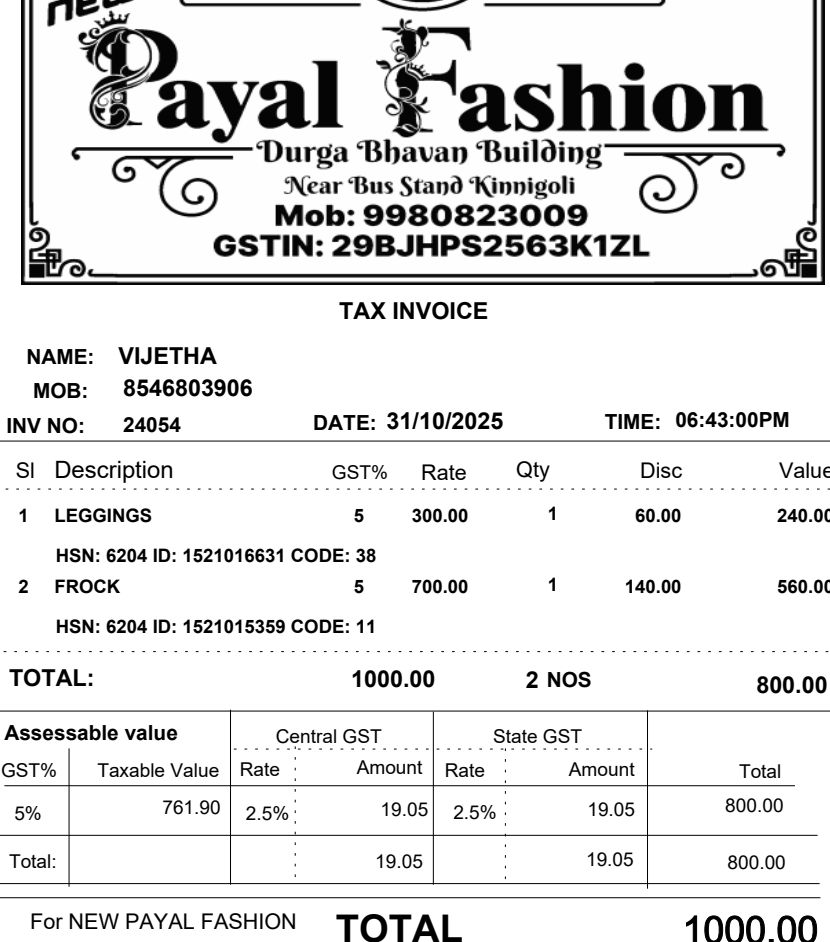 new
Payal Fashion
Durga Bhavan Building
Near Bus Stand Kinnigoli
Mob: 9980823009
GSTIN: 29BJHPS2563K1ZL
TAX INVOICE
NAME: VIJETHA
MOB: 8546803906
INV NO: 24054 DATE: 31/10/2025 TIME: 06:43:00PM
Sl Description GST% Rate Qty Disc Value
1 LEGGINGS 5 300.00 1 60.00 240.00
HSN: 6204 ID: 1521016631 CODE: 38
2 FROCK 5 700.00 1 140.00 560.00
HSN: 6204 ID: 1521015359 CODE: 11
TOTAL: 1000.00 2 NOS 800.00
Assessable value Central GST State GST
GST% Taxable Value Rate Amount Rate Amount Total
5% 761.90 2.5% 19.05 2.5% 19.05 800.00
Total: 19.05 19.05 800.00
For NEW PAYAL FASHION TOTAL 1000.00